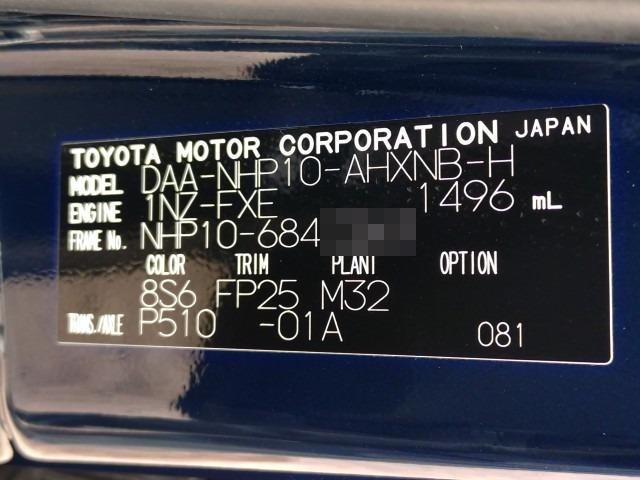 TOYOTA MOTOR CORPORATION JAPAN
MODEL DAA-NHP10-AHXNB-H
ENGINE 1NZ-FXE 1496 mL
FRAME No. NHP10-684
COLOR TRIM PLANT OPTION
8S6 FP25 M32
TRANS./AXLE P510 -01A 081